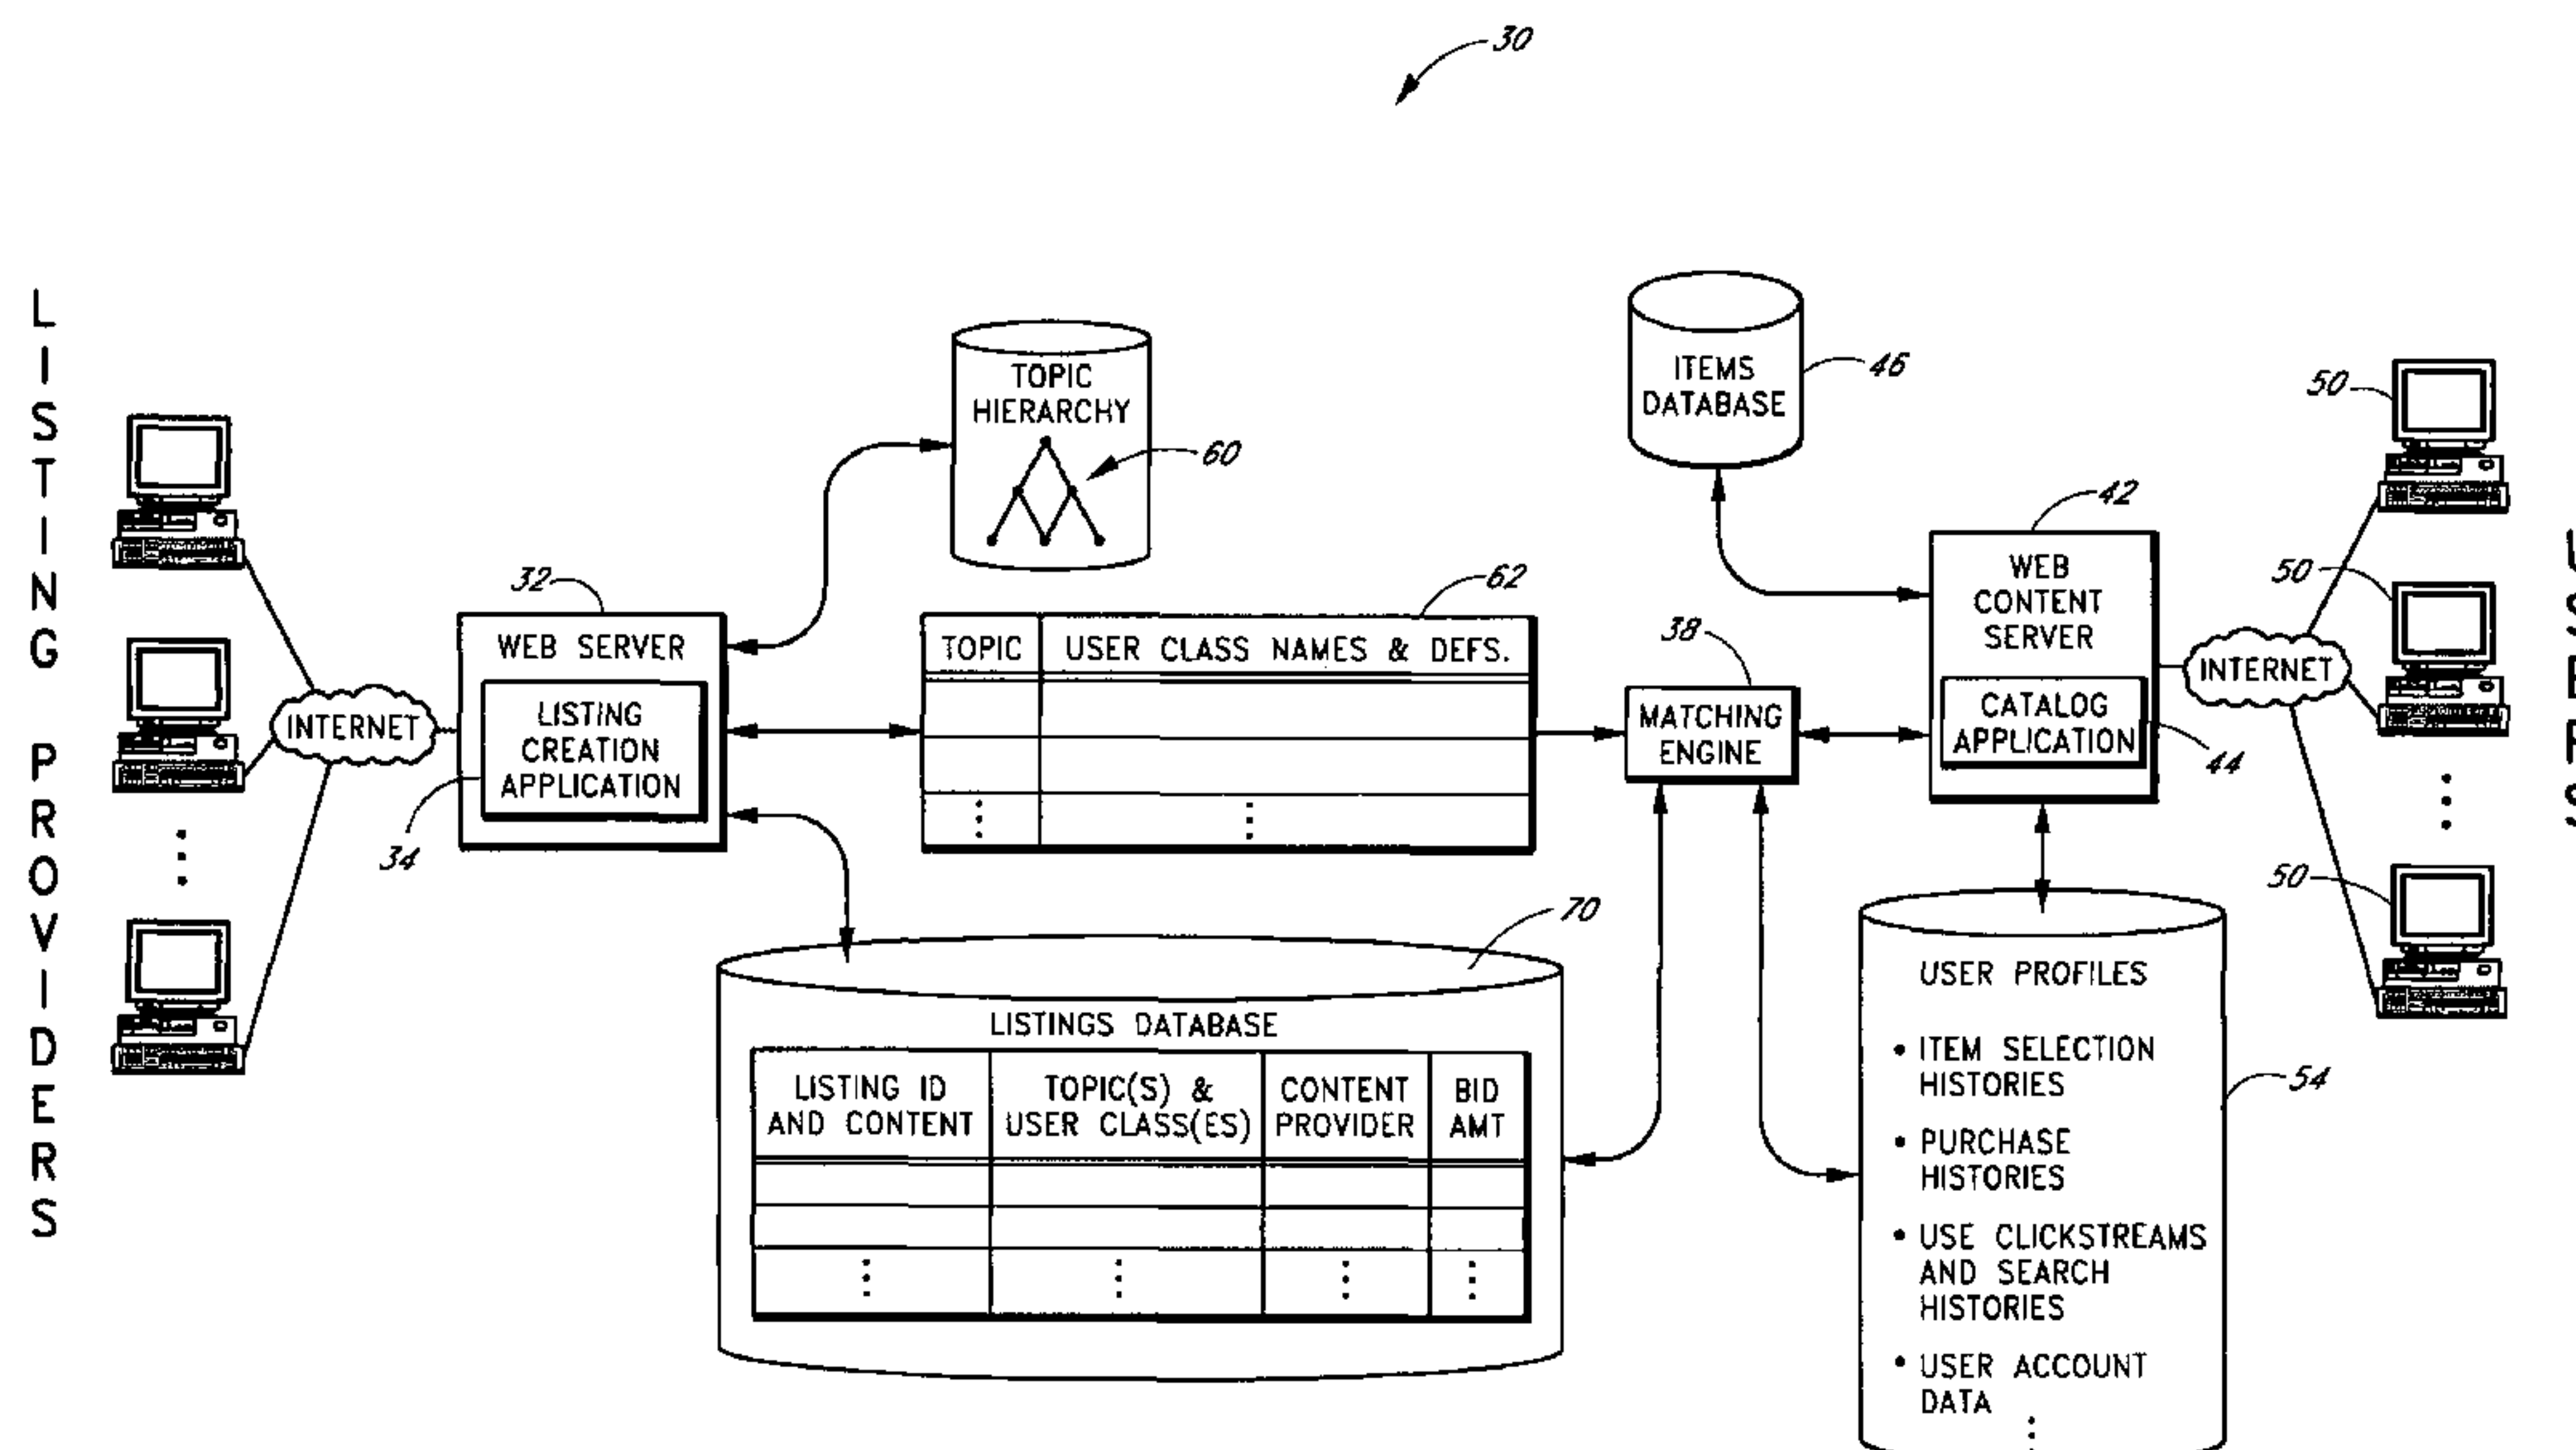 30
LISTING PROVIDERS
TOPIC
HIERARCHY
60
ITEMS
DATABASE
46
50
42
WEB
CONTENT
SERVER
50
32
WEB SERVER
62
TOPIC
USER CLASS NAMES & DEFS.
38
INTERNET
INTERNET
LISTING
CREATION
APPLICATION
MATCHING
ENGINE
CATALOG
APPLICATION
44
34
50
70
LISTINGS DATABASE
LISTING ID
AND CONTENT
TOPIC(S) &
USER CLASS(ES)
CONTENT
PROVIDER
BID
AMT
USER PROFILES
• ITEM SELECTION
HISTORIES
54
• PURCHASE
HISTORIES
• USE CLICKSTREAMS
AND SEARCH
HISTORIES
• USER ACCOUNT
DATA